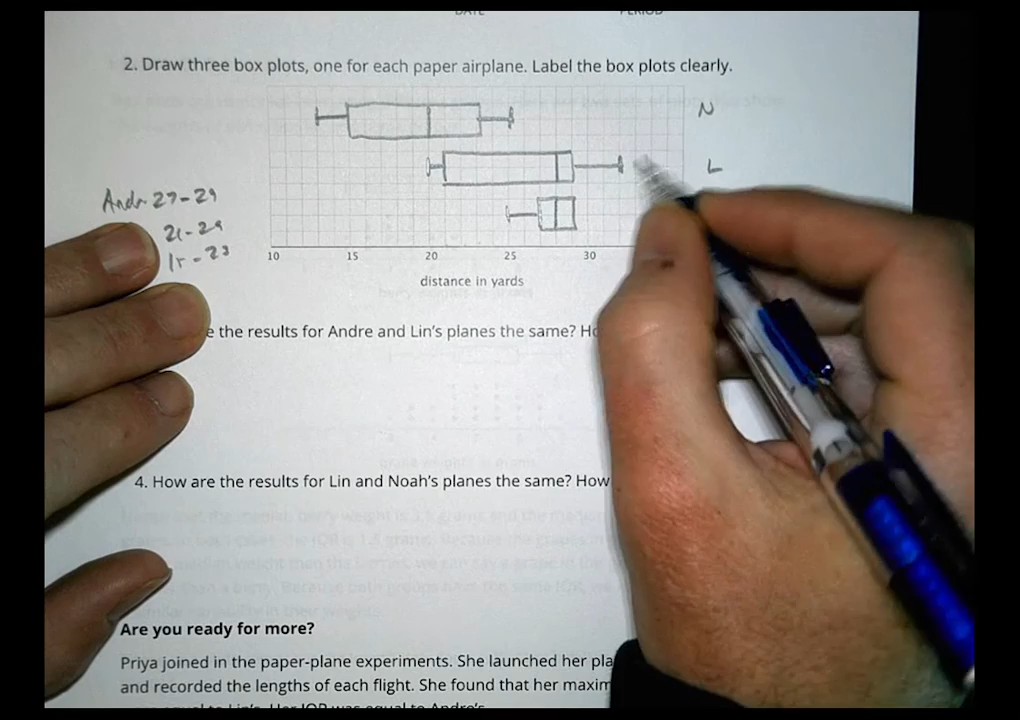 2. Draw three box plots, one for each paper airplane. Label the box plots clearly.
N
L
Andr 27-29
21-29
15-23
10 15 20 25 30
distance in yards
the results for Andre and Lin's planes the same?
4. How are the results for Lin and Noah's planes the same? How
Are you ready for more?
Priya joined in the paper-plane experiments. She launched her
and recorded the lengths of each flight. She found that her